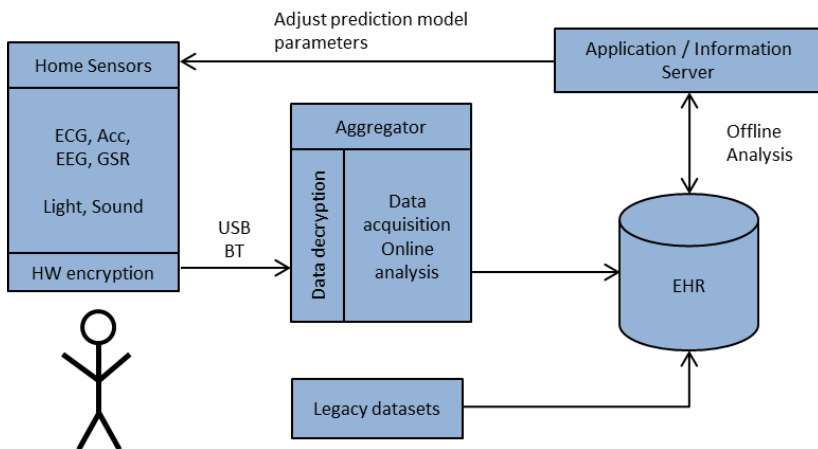 Adjust prediction model
parameters
Home Sensors
ECG, Acc,
EEG, GSR
Light, Sound
HW encryption
USB
BT
Aggregator
Data decryption
Data
acquisition
Online
analysis
Application / Information
Server
Offline
Analysis
EHR
Legacy datasets